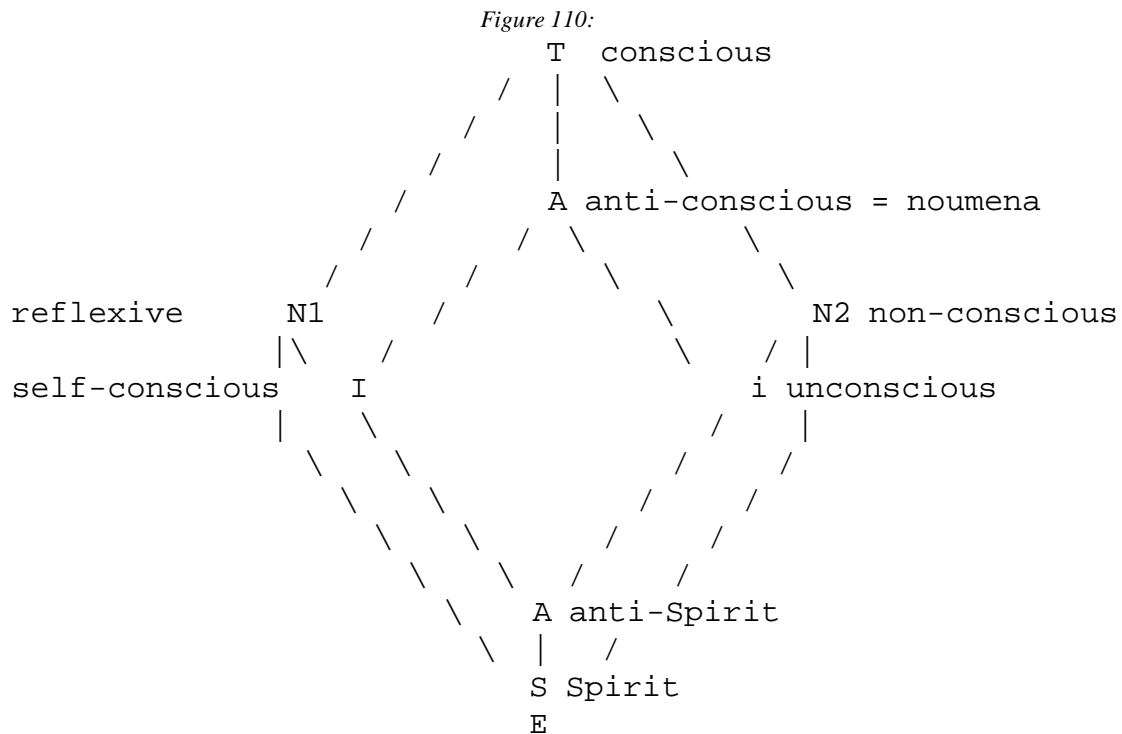 Figure 110:
T conscious
A anti-conscious = noumena
reflexive N1 N2 non-conscious
self-conscious I i unconscious
A anti-Spirit
S Spirit
E